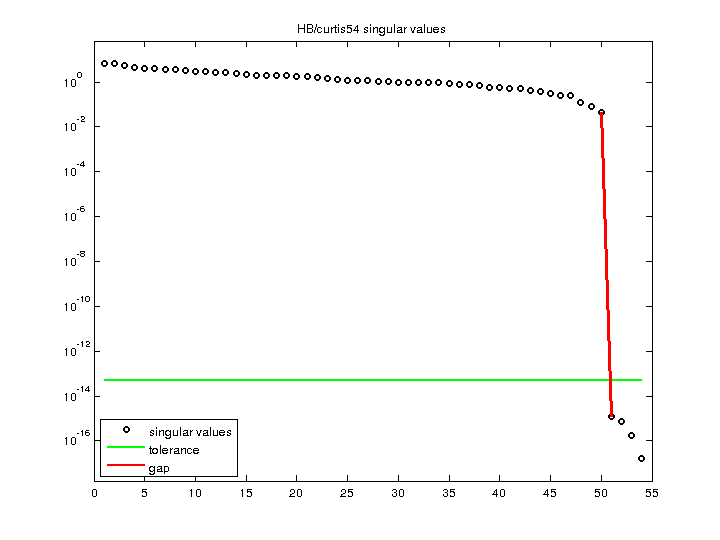 HB/curtis54 singular values
10^0
10^-2
10^-4
10^-6
10^-8
10^-10
10^-12
10^-14
10^-16
singular values
tolerance
gap
0 5 10 15 20 25 30 35 40 45 50 55